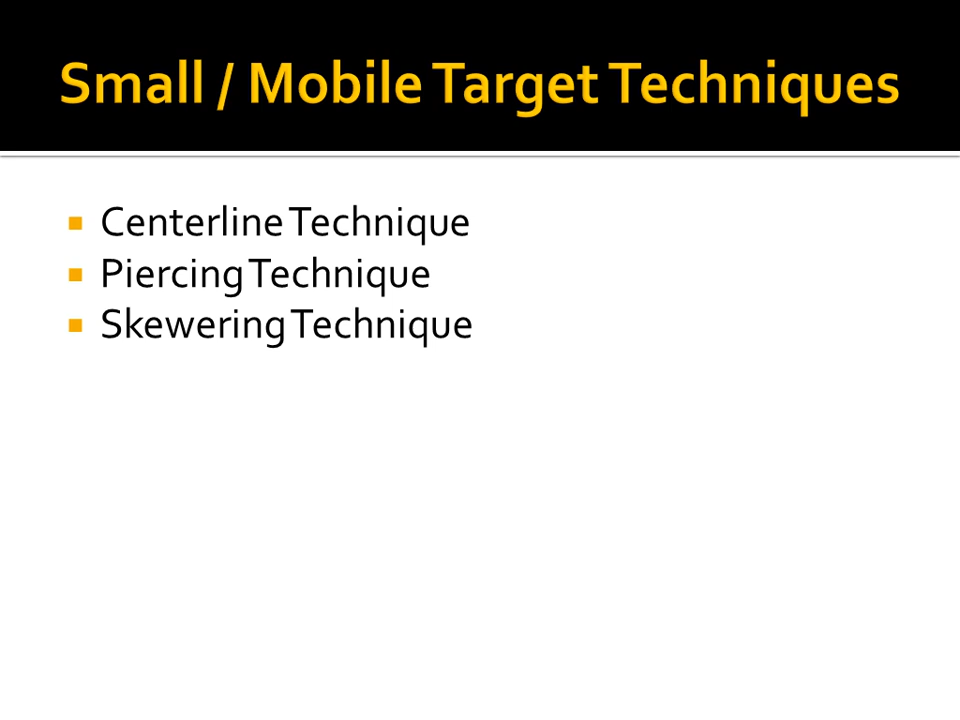 Small / Mobile Target Techniques
Centerline Technique
Piercing Technique
Skewering Technique